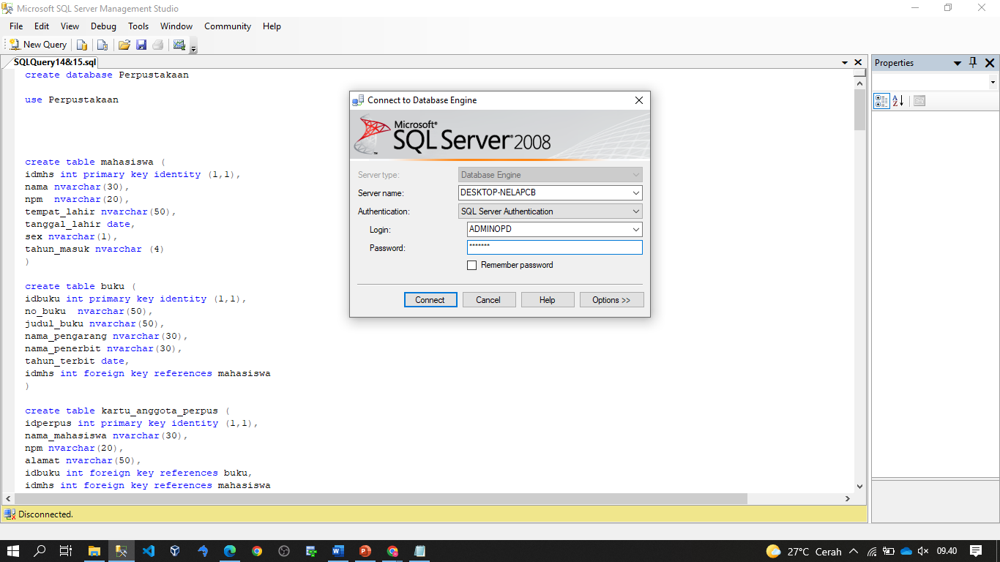 Microsoft SQL Server Management Studio
File Edit View Debug Tools Window Community Help
New Query
SQLQuery14&15.sql
create database Perpustakaan
use Perpustakaan
create table mahasiswa (
idmhs int primary key identity (1,1),
nama nvarchar(30),
npm  nvarchar(20),
tempat_lahir nvarchar(50),
tanggal_lahir date,
sex nvarchar(1),
tahun_masuk nvarchar (4)
)
create table buku (
idbuku int primary key identity (1,1),
no_buku  nvarchar(50),
judul_buku nvarchar(50),
nama_pengarang nvarchar(30),
nama_penerbit nvarchar(30),
tahun_terbit date,
idmhs int foreign key references mahasiswa
)
create table kartu_anggota_perpus (
idperpus int primary key identity (1,1),
nama_mahasiswa nvarchar(30),
npm nvarchar(20),
alamat nvarchar(50),
idbuku int foreign key references buku,
idmhs int foreign key references mahasiswa
Disconnected.
Connect to Database Engine
Microsoft®
SQL Server® 2008
Server type: Database Engine
Server name: DESKTOP-NELAPCB
Authentication: SQL Server Authentication
Login: ADMINOPD
Password: *******
Remember password
Connect Cancel Help Options >>
Properties
27°C Cerah 09.40